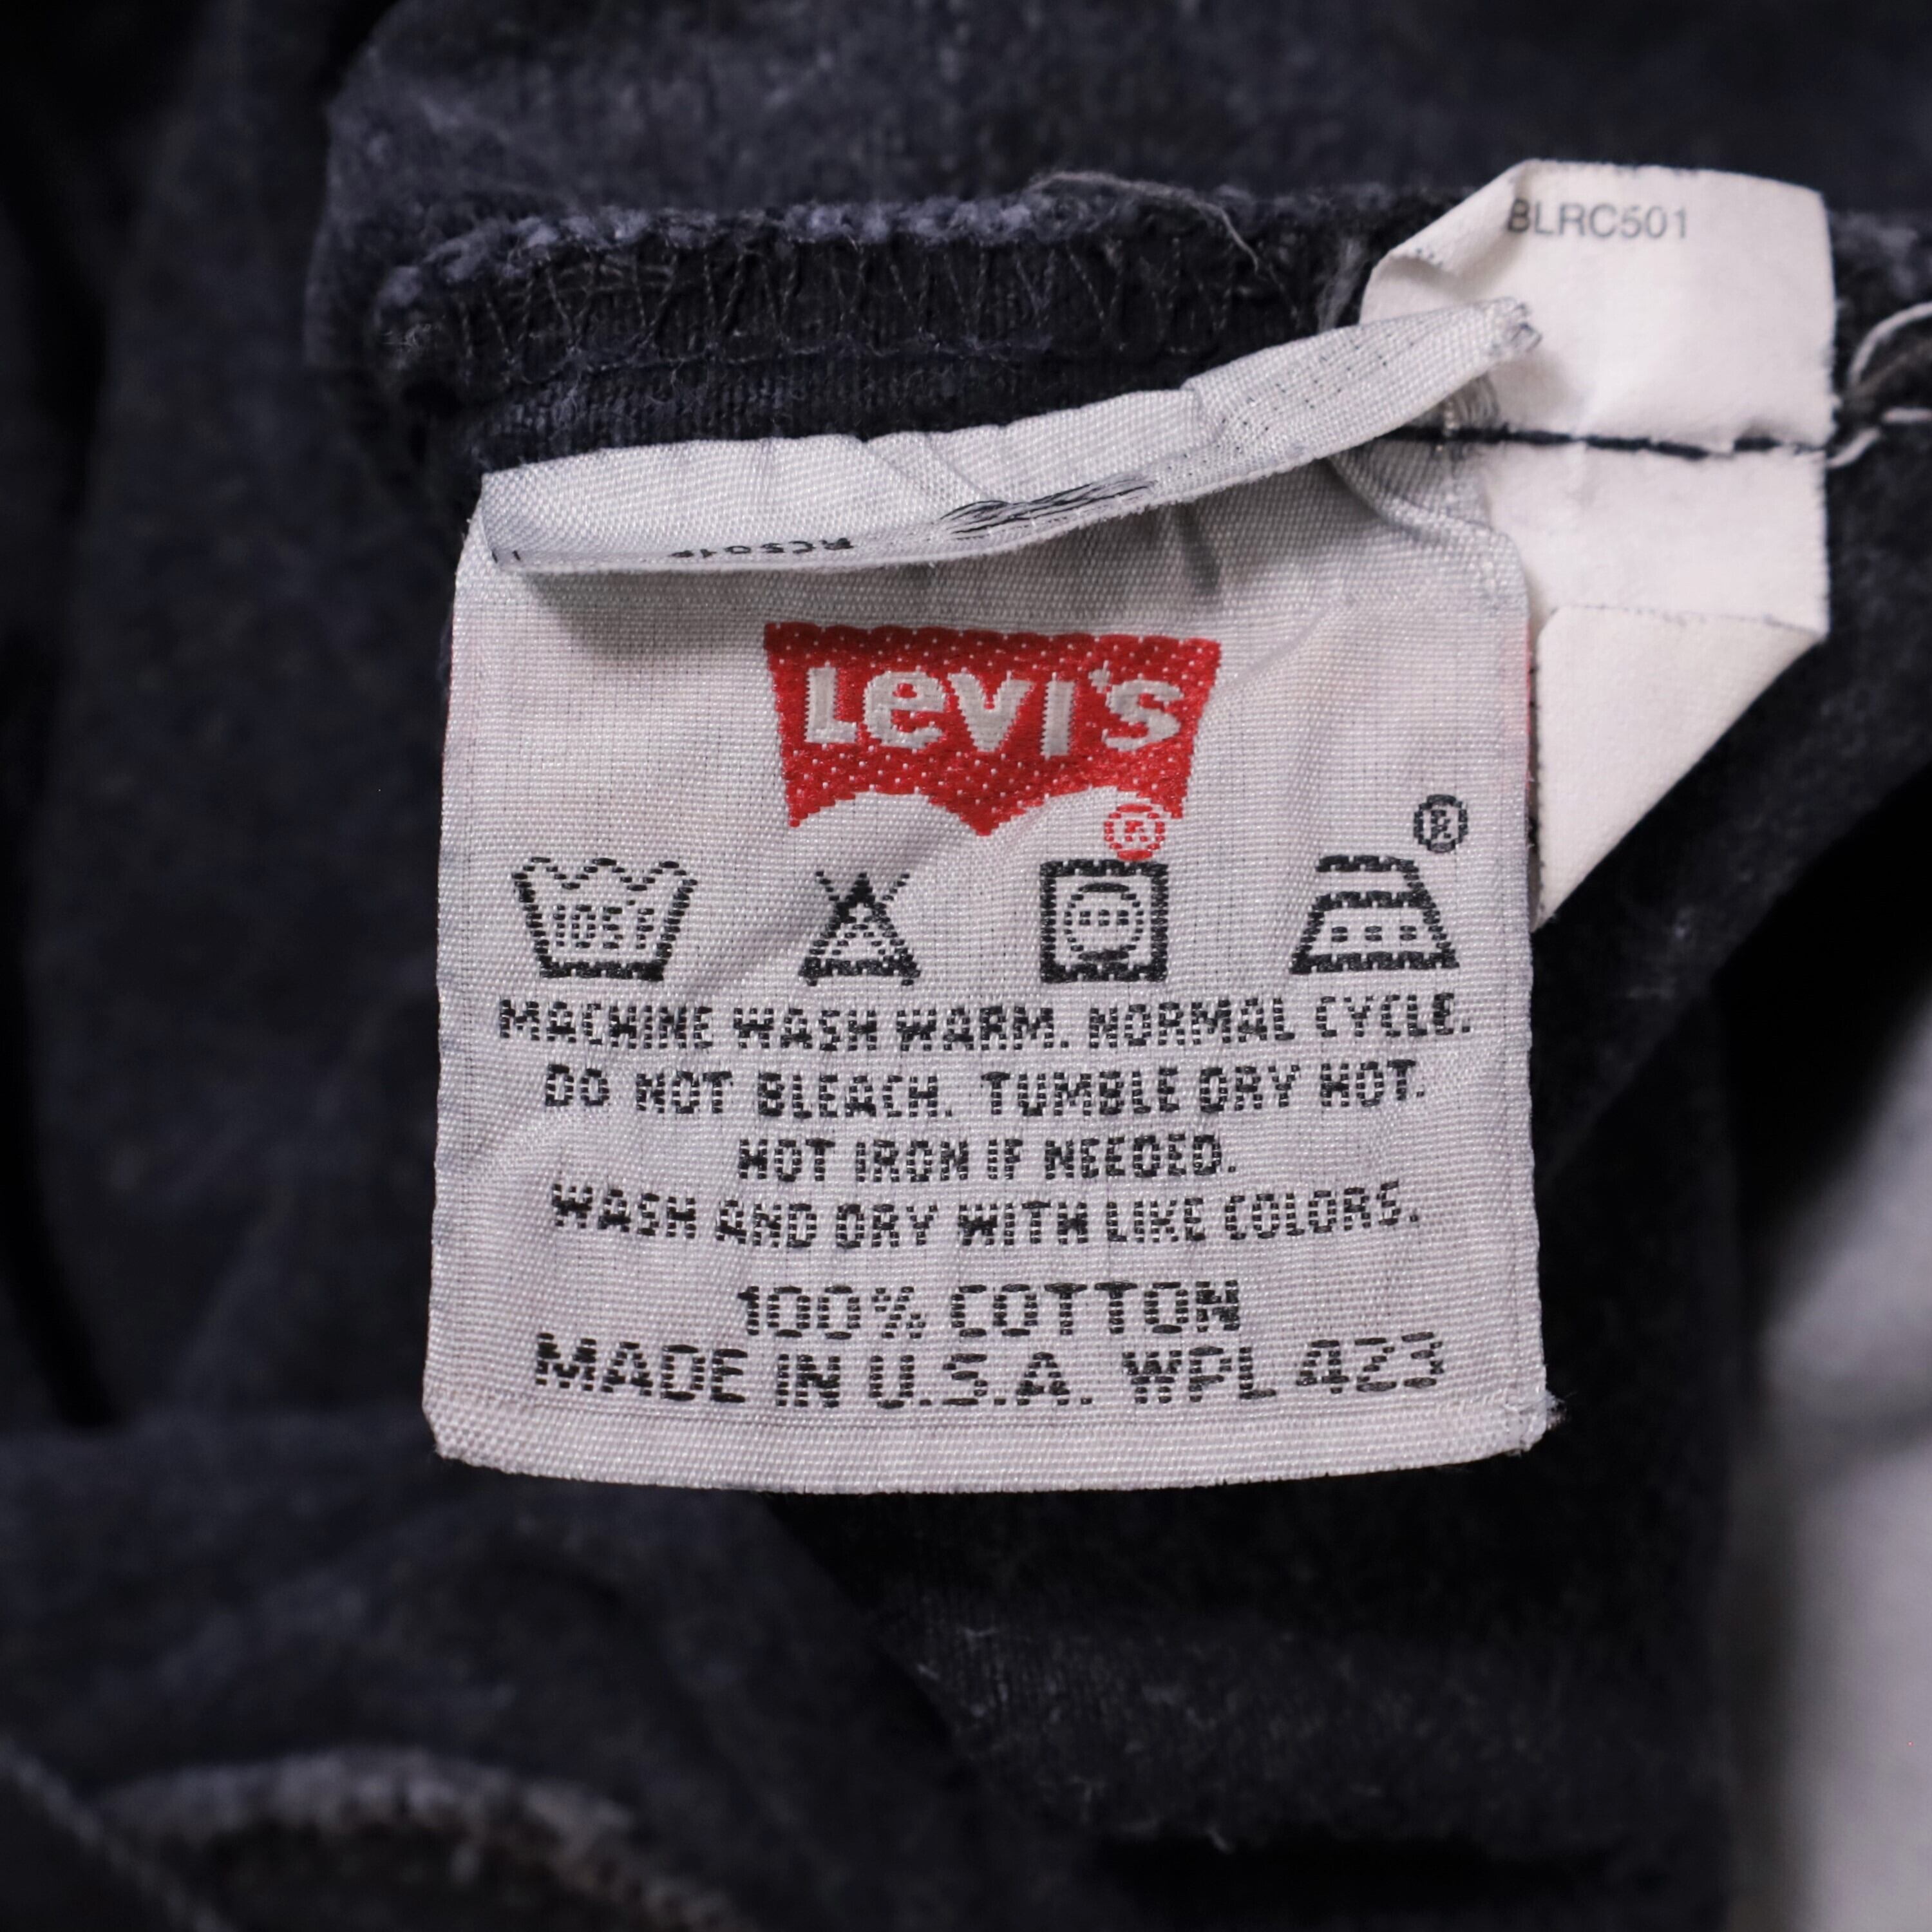 BLRC501
Levi's
®
®
105°F
MACHINE WASH WARM. NORMAL CYCLE.
DO NOT BLEACH. TUMBLE DRY HOT.
HOT IRON IF NEEDED.
WASH AND DRY WITH LIKE COLORS.
100% COTTON
MADE IN U.S.A. WPL 423